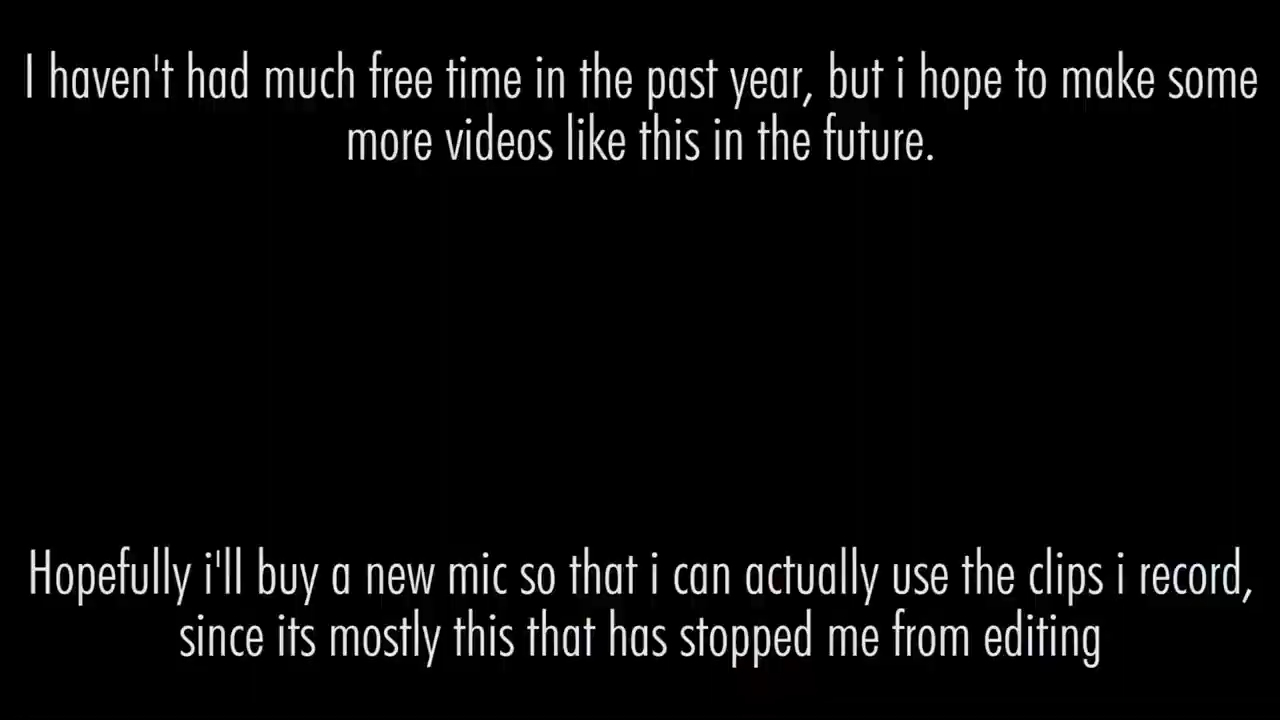 I haven't had much free time in the past year, but i hope to make some
more videos like this in the future.
Hopefully i'll buy a new mic so that i can actually use the clips i record,
since its mostly this that has stopped me from editing